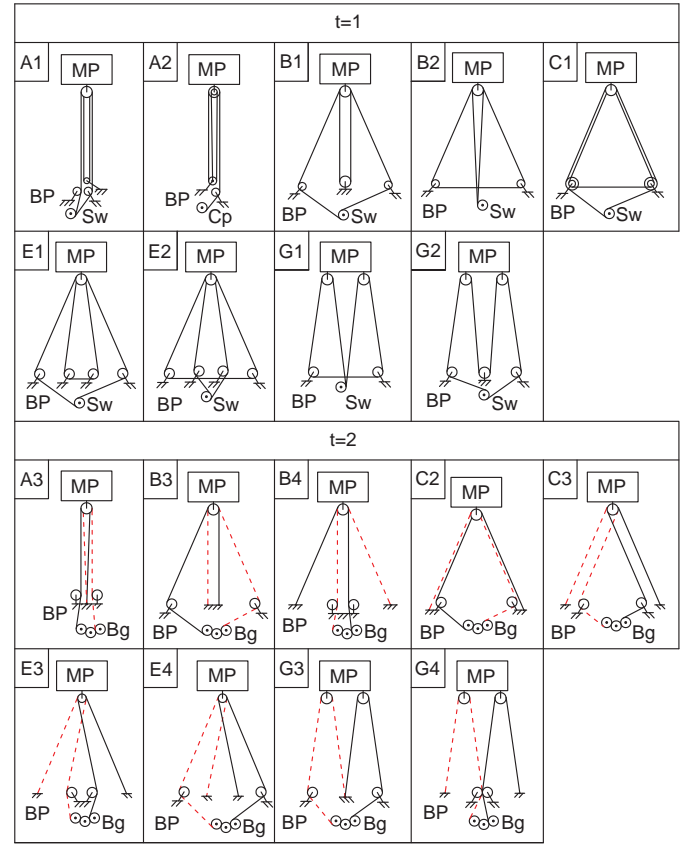 t=1
A1 MP BP Sw
A2 MP BP Cp
B1 MP BP Sw
B2 MP BP Sw
C1 MP BP Sw
E1 MP BP Sw
E2 MP BP Sw
G1 MP BP Sw
G2 MP BP Sw
t=2
A3 MP BP Bg
B3 MP BP Bg
B4 MP BP Bg
C2 MP BP Bg
C3 MP BP Bg
E3 MP BP Bg
E4 MP BP Bg
G3 MP BP Bg
G4 MP BP Bg